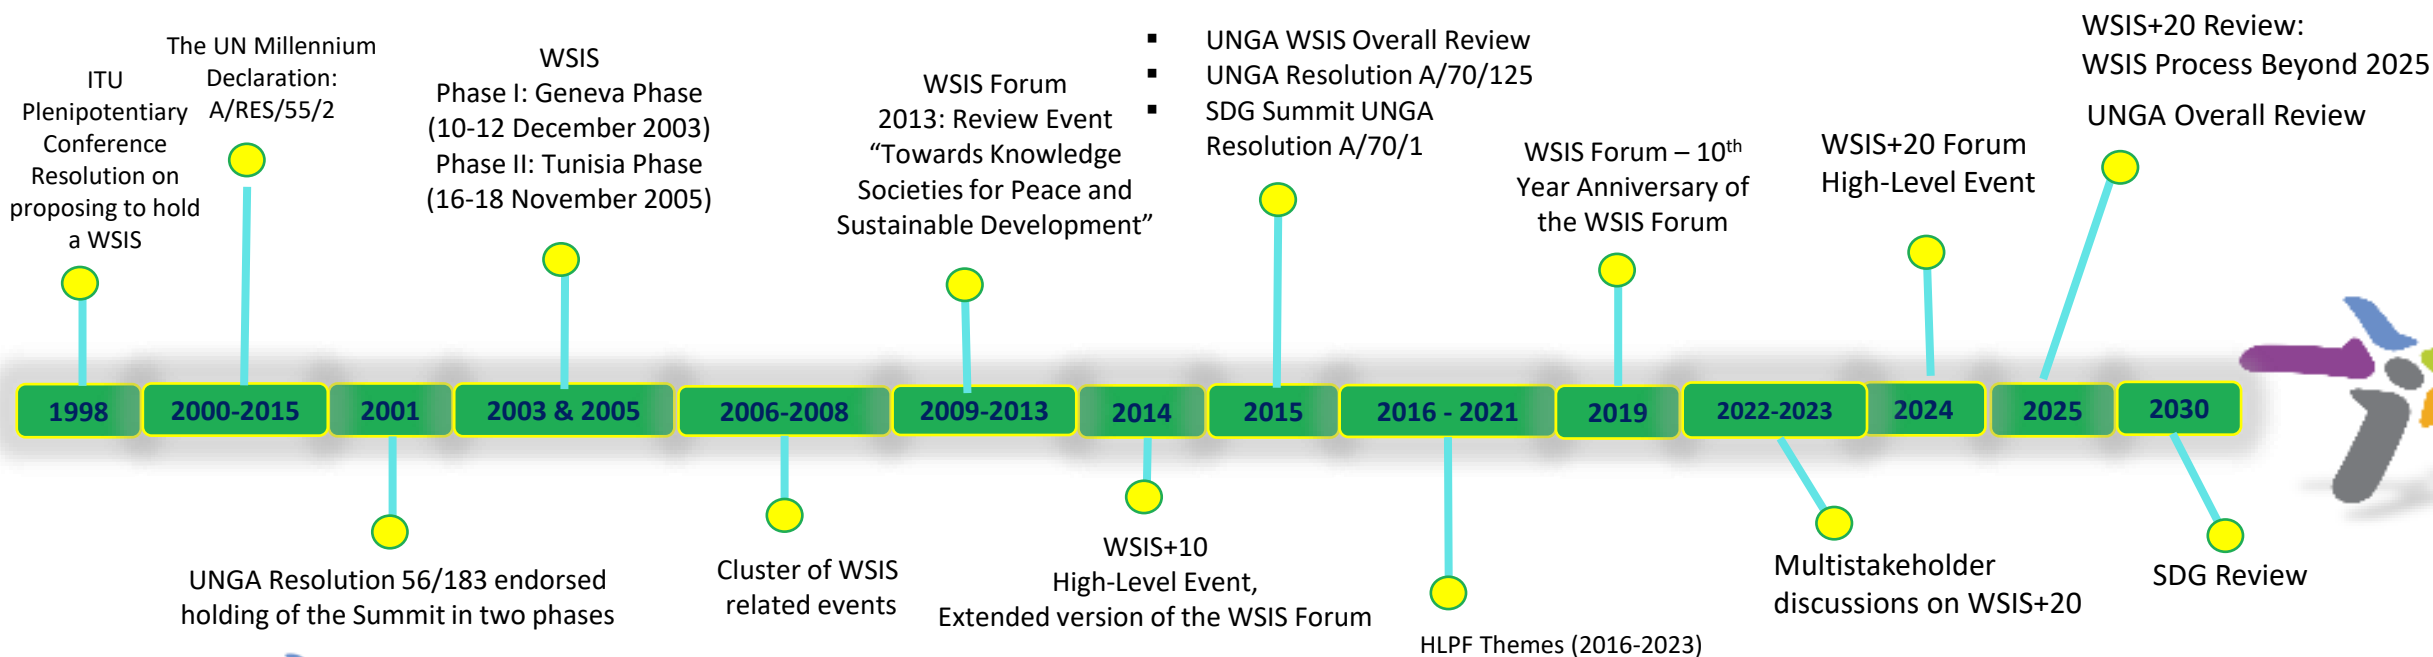 ITU
Plenipotentiary
Conference
Resolution on
proposing to hold
a WSIS
The UN Millennium
Declaration:
A/RES/55/2
WSIS
Phase I: Geneva Phase
(10-12 December 2003)
Phase II: Tunisia Phase
(16-18 November 2005)
WSIS Forum
2013: Review Event
“Towards Knowledge
Societies for Peace and
Sustainable Development”
▪ UNGA WSIS Overall Review
▪ UNGA Resolution A/70/125
▪ SDG Summit UNGA
Resolution A/70/1
WSIS Forum – 10th
Year Anniversary of
the WSIS Forum
WSIS+20 Forum
High-Level Event
WSIS+20 Review:
WSIS Process Beyond 2025
UNGA Overall Review
1998
2000-2015
2001
2003 & 2005
2006-2008
2009-2013
2014
2015
2016 - 2021
2019
2022-2023
2024
2025
2030
UNGA Resolution 56/183 endorsed
holding of the Summit in two phases
Cluster of WSIS
related events
WSIS+10
High-Level Event,
Extended version of the WSIS Forum
HLPF Themes (2016-2023)
Multistakeholder
discussions on WSIS+20
SDG Review